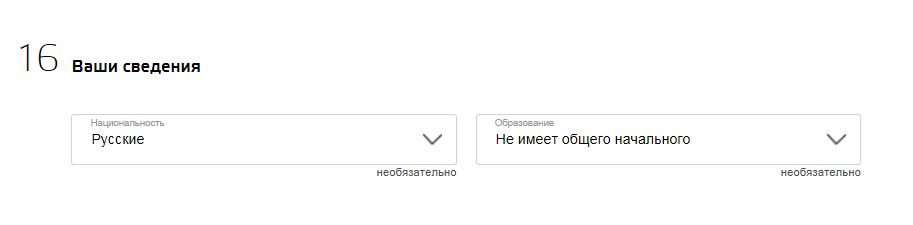 16 Ваши сведения
Национальность
Русские
необязательно
Образование
Не имеет общего начального
необязательно